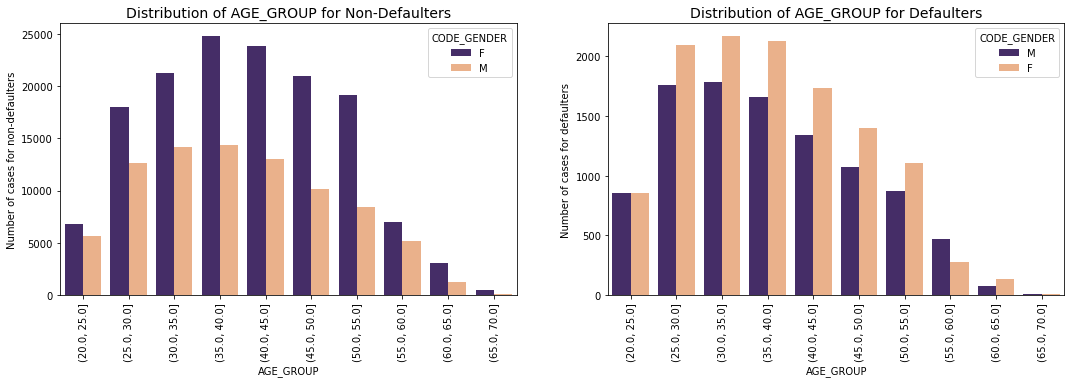 Distribution of AGE_GROUP for Non-Defaulters
Number of cases for non-defaulters
25000
20000
15000
10000
5000
0
CODE_GENDER
F
M
(20.0, 25.0]
(25.0, 30.0]
(30.0, 35.0]
(35.0, 40.0]
(40.0, 45.0]
(45.0, 50.0]
(50.0, 55.0]
(55.0, 60.0]
(60.0, 65.0]
(65.0, 70.0]
AGE_GROUP
Distribution of AGE_GROUP for Defaulters
Number of cases for defaulters
2000
1500
1000
500
0
CODE_GENDER
M
F
(20.0, 25.0]
(25.0, 30.0]
(30.0, 35.0]
(35.0, 40.0]
(40.0, 45.0]
(45.0, 50.0]
(50.0, 55.0]
(55.0, 60.0]
(60.0, 65.0]
(65.0, 70.0]
AGE_GROUP